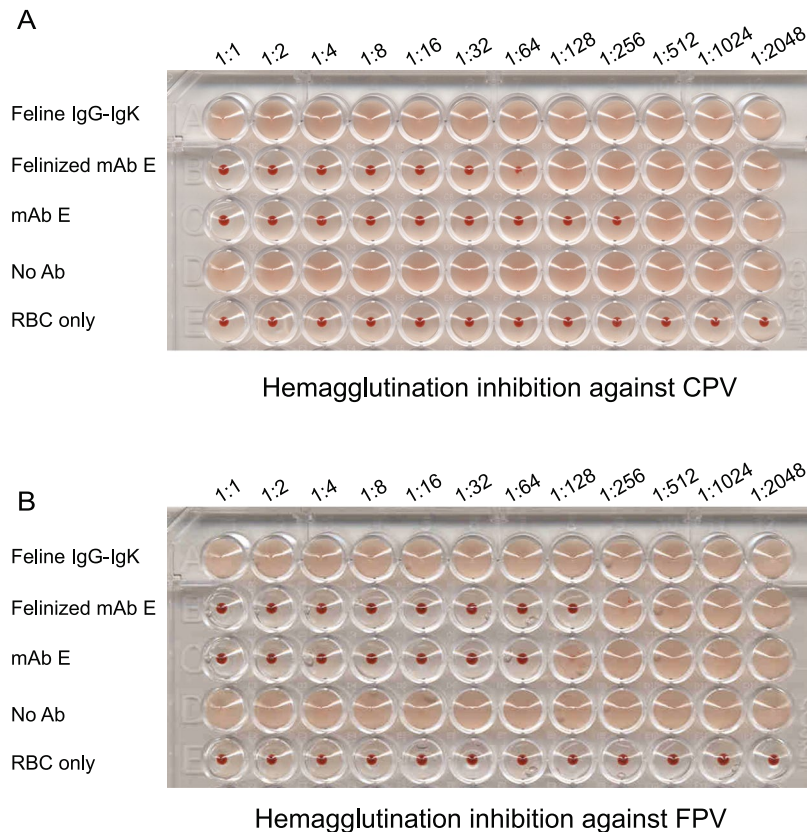 A
1:1 1:2 1:4 1:8 1:16 1:32 1:64 1:128 1:256 1:512 1:1024 1:2048
Feline IgG-IgK
Felinized mAb E
mAb E
No Ab
RBC only
A
B
C
D
E
Hemagglutination inhibition against CPV
B
1:1 1:2 1:4 1:8 1:16 1:32 1:64 1:128 1:256 1:512 1:1024 1:2048
Feline IgG-IgK
Felinized mAb E
mAb E
No Ab
RBC only
A
B
C
D
E
Hemagglutination inhibition against FPV